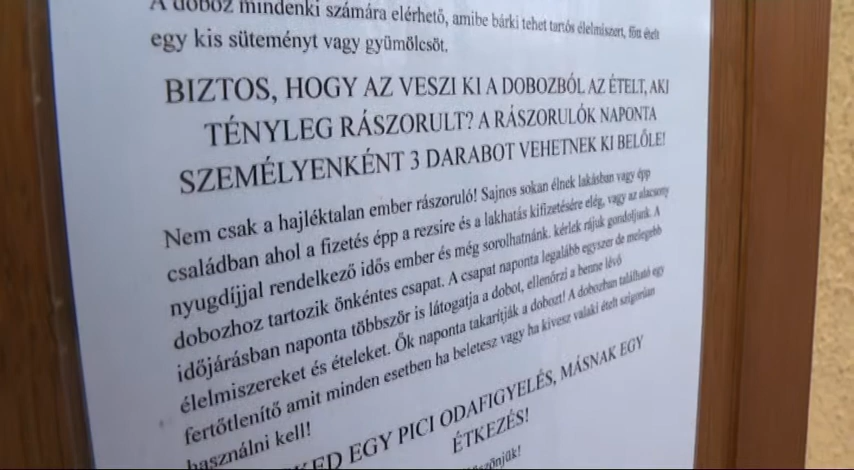 A doboz mindenki számára elérhető, amibe bárki tehet tartós élelmiszert, főtt ételt
egy kis süteményt vagy gyümölcsöt.
BIZTOS, HOGY AZ VESZI KI A DOBOZBÓL AZ ÉTELT, AKI
TÉNYLEG RÁSZORULT? A RÁSZORULÓK NAPONTA
SZEMÉLYENKÉNT 3 DARABOT VEHETNEK KI BELŐLE!
Nem csak a hajléktalan ember rászoruló! Sajnos sokan élnek lakásban vagy épp
családban ahol a fizetés épp a rezsire és a lakhatás kifizetésére elég, vagy az alacsony
nyugdíjjal rendelkező idős ember és még sorolhatnánk. kérlek rájuk gondoljunk. A
dobozhoz tartozik önkéntes csapat. A csapat naponta legalább egyszer de melegebb
időjárásban naponta többször is látogatja a dobot, ellenőrzi a benne lévő
élelmiszereket és ételeket. Ők naponta takarítják a dobozt! A dobozban található egy
fertőtlenítő amit minden esetben ha beletesz vagy ha kivesz valaki ételt szigorúan
használni kell!
EGY PICI ODAFIGYELÉS, MÁSNAK EGY
ÉTKEZÉS!